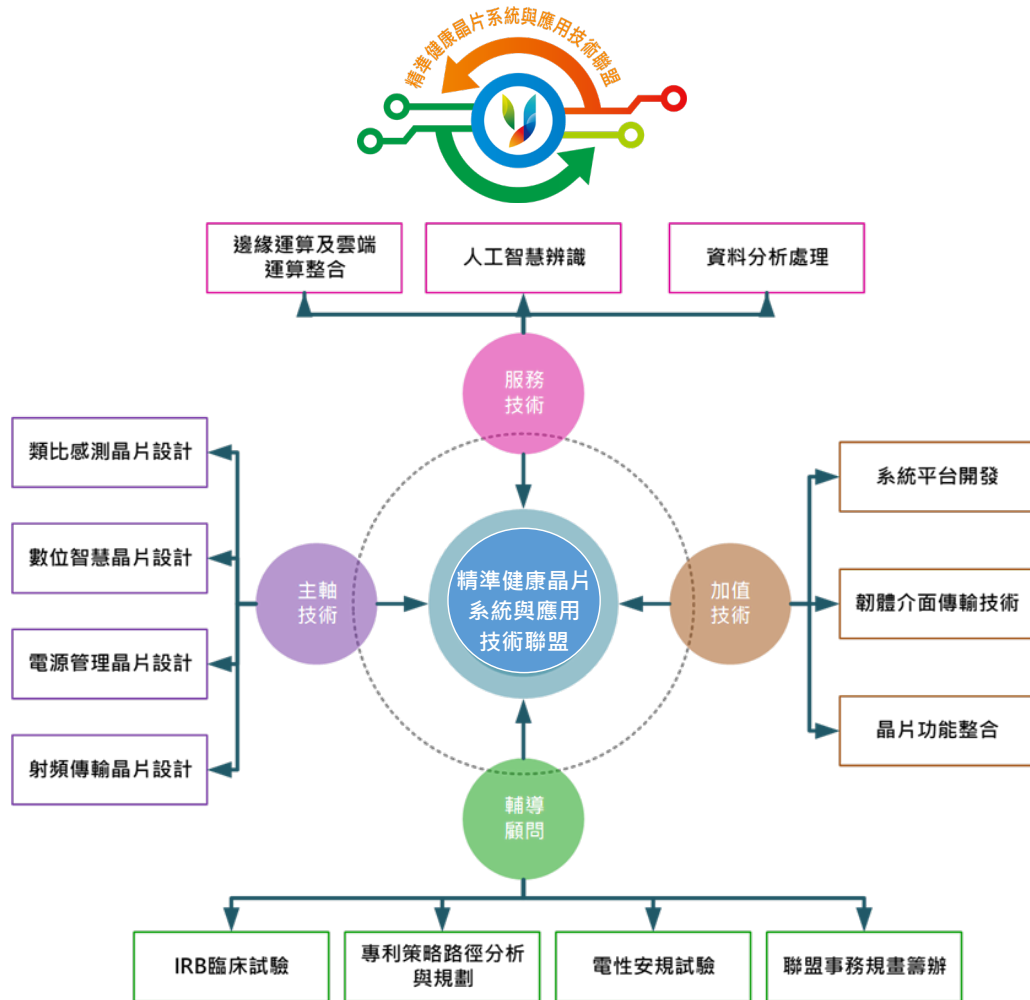 精準健康晶片系統與應用技術聯盟
邊緣運算及雲端
運算整合
人工智慧辨識
資料分析處理
服務
技術
類比感測晶片設計
數位智慧晶片設計
電源管理晶片設計
射頻傳輸晶片設計
主軸
技術
精準健康晶片
系統與應用
技術聯盟
加值
技術
系統平台開發
韌體介面傳輸技術
晶片功能整合
輔導
顧問
IRB臨床試驗
專利策略路徑分析
與規劃
電性安規試驗
聯盟事務規畫籌辦